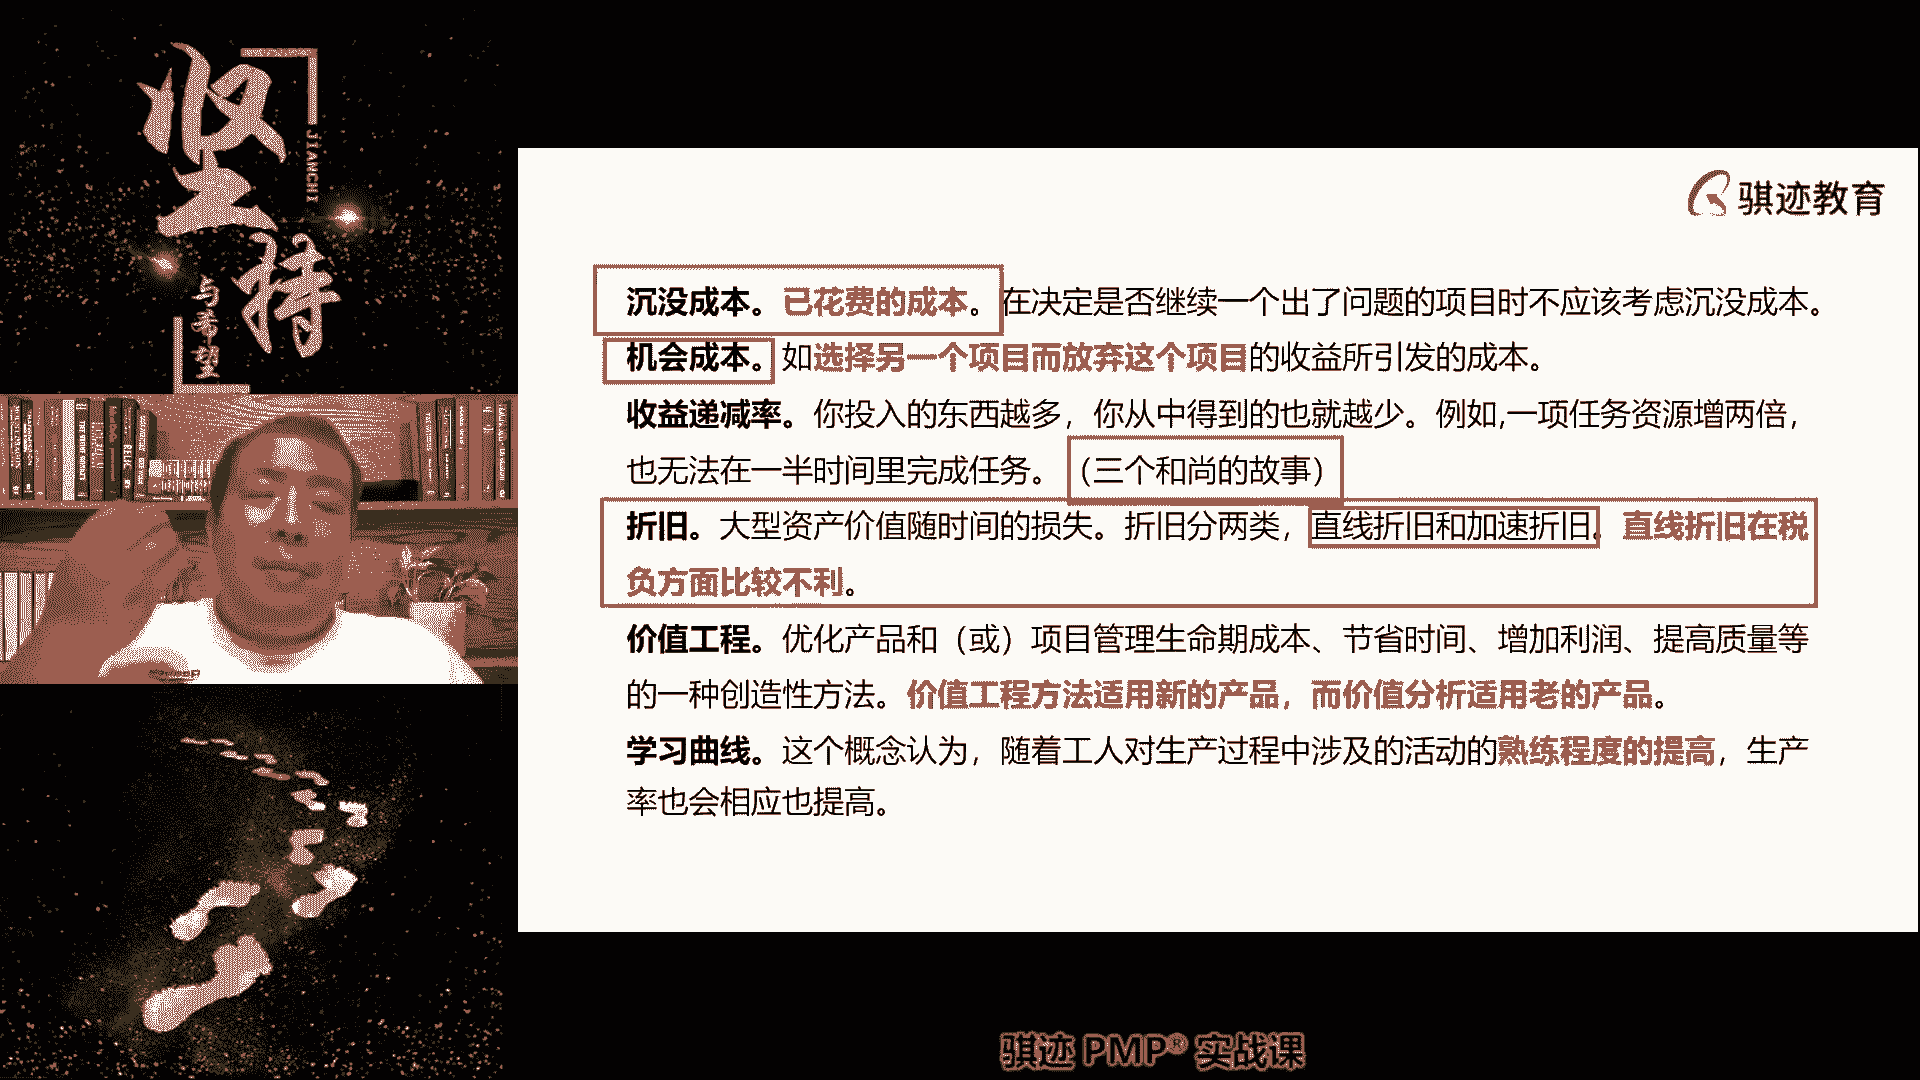 坚持
JIANCHI
与希望
骐迹教育
沉没成本。已花费的成本。在决定是否继续一个出了问题的项目时不应该考虑沉没成本。
机会成本。如选择另一个项目而放弃这个项目的收益所引发的成本。
收益递减率。你投入的东西越多，你从中得到的也就越少。例如,一项任务资源增两倍，
也无法在一半时间里完成任务。（三个和尚的故事）
折旧。大型资产价值随时间的损失。折旧分两类，直线折旧和加速折旧。直线折旧在税
负方面比较不利。
价值工程。优化产品和（或）项目管理生命期成本、节省时间、增加利润、提高质量等
的一种创造性方法。价值工程方法适用新的产品，而价值分析适用老的产品。
学习曲线。这个概念认为，随着工人对生产过程中涉及的活动的熟练程度的提高，生产
率也会相应也提高。
骐迹 PMP® 实战课